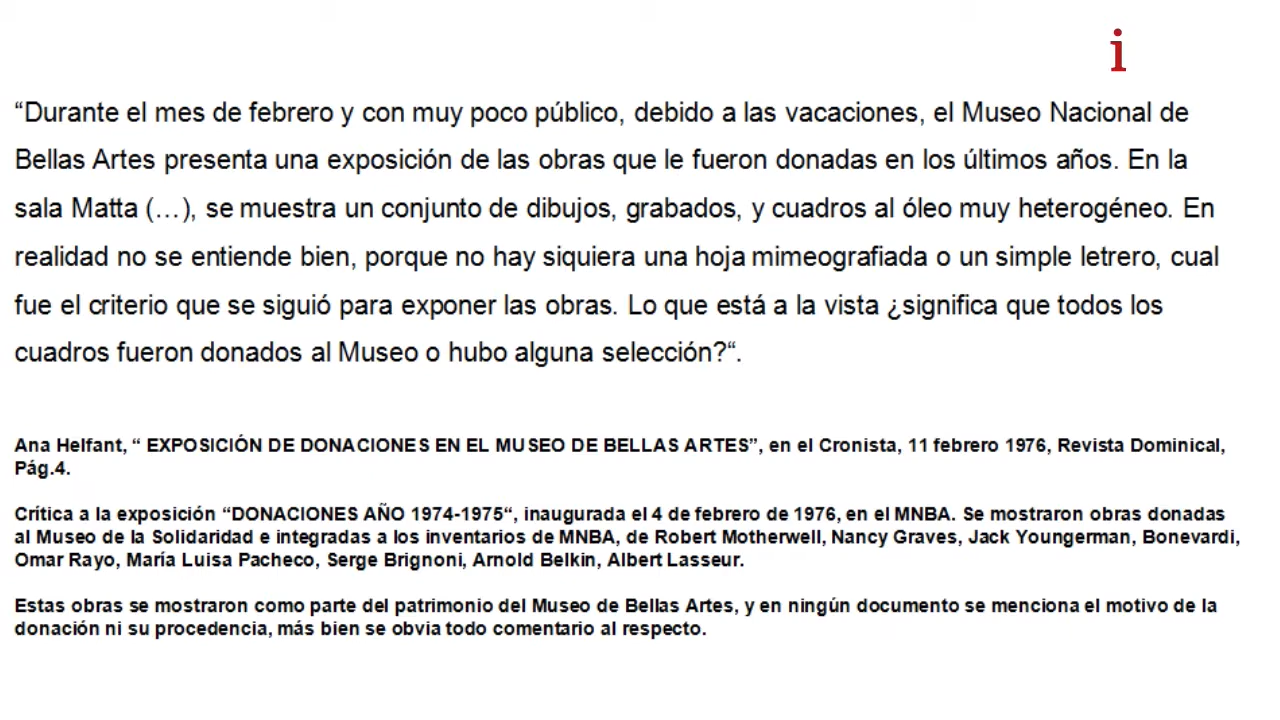 i
“Durante el mes de febrero y con muy poco público, debido a las vacaciones, el Museo Nacional de
Bellas Artes presenta una exposición de las obras que le fueron donadas en los últimos años. En la
sala Matta (…), se muestra un conjunto de dibujos, grabados, y cuadros al óleo muy heterogéneo. En
realidad no se entiende bien, porque no hay siquiera una hoja mimeografiada o un simple letrero, cual
fue el criterio que se siguió para exponer las obras. Lo que está a la vista ¿significa que todos los
cuadros fueron donados al Museo o hubo alguna selección?“.
Ana Helfant, “ EXPOSICIÓN DE DONACIONES EN EL MUSEO DE BELLAS ARTES”, en el Cronista, 11 febrero 1976, Revista Dominical,
Pág.4.
Crítica a la exposición “DONACIONES AÑO 1974-1975“, inaugurada el 4 de febrero de 1976, en el MNBA. Se mostraron obras donadas
al Museo de la Solidaridad e integradas a los inventarios de MNBA, de Robert Motherwell, Nancy Graves, Jack Youngerman, Bonevardi,
Omar Rayo, María Luisa Pacheco, Serge Brignoni, Arnold Belkin, Albert Lasseur.
Estas obras se mostraron como parte del patrimonio del Museo de Bellas Artes, y en ningún documento se menciona el motivo de la
donación ni su procedencia, más bien se obvia todo comentario al respecto.